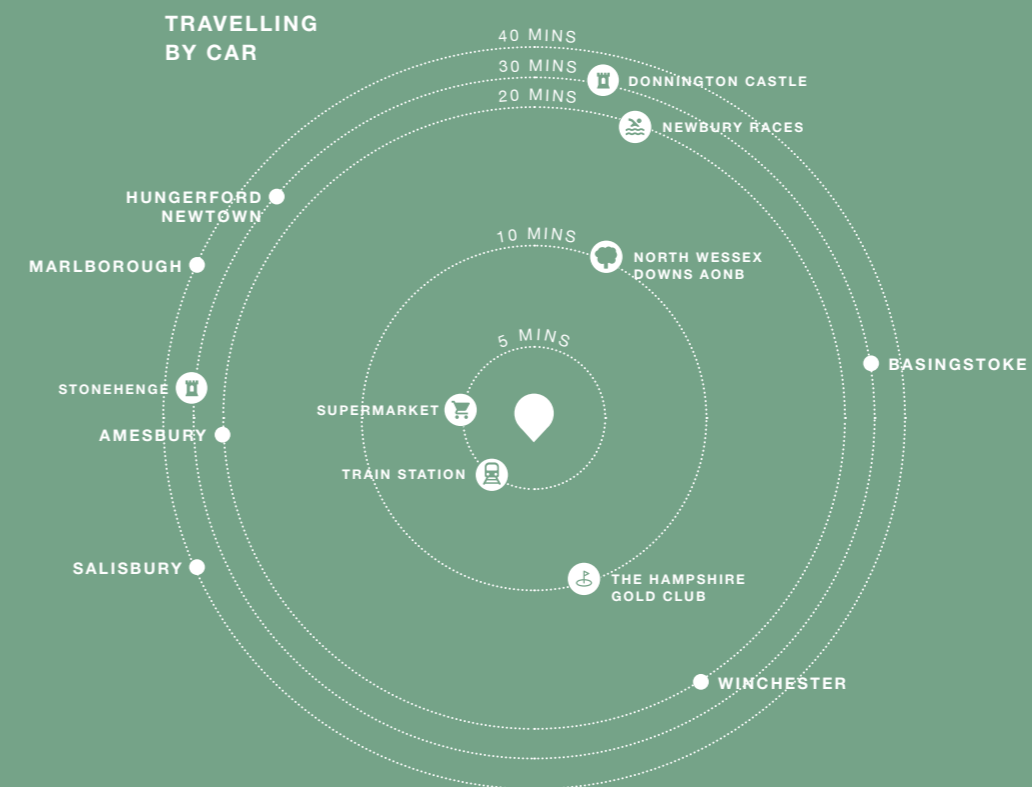 TRAVELLING
BY CAR
40 MINS
30 MINS
DONNINGTON CASTLE
20 MINS
NEWBURY RACES
HUNGERFORD
NEWTOWN
10 MINS
NORTH WESSEX
DOWNS AONB
MARLBOROUGH
5 MINS
BASINGSTOKE
STONEHENGE
SUPERMARKET
AMESBURY
TRAIN STATION
SALISBURY
THE HAMPSHIRE
GOLD CLUB
WINCHESTER